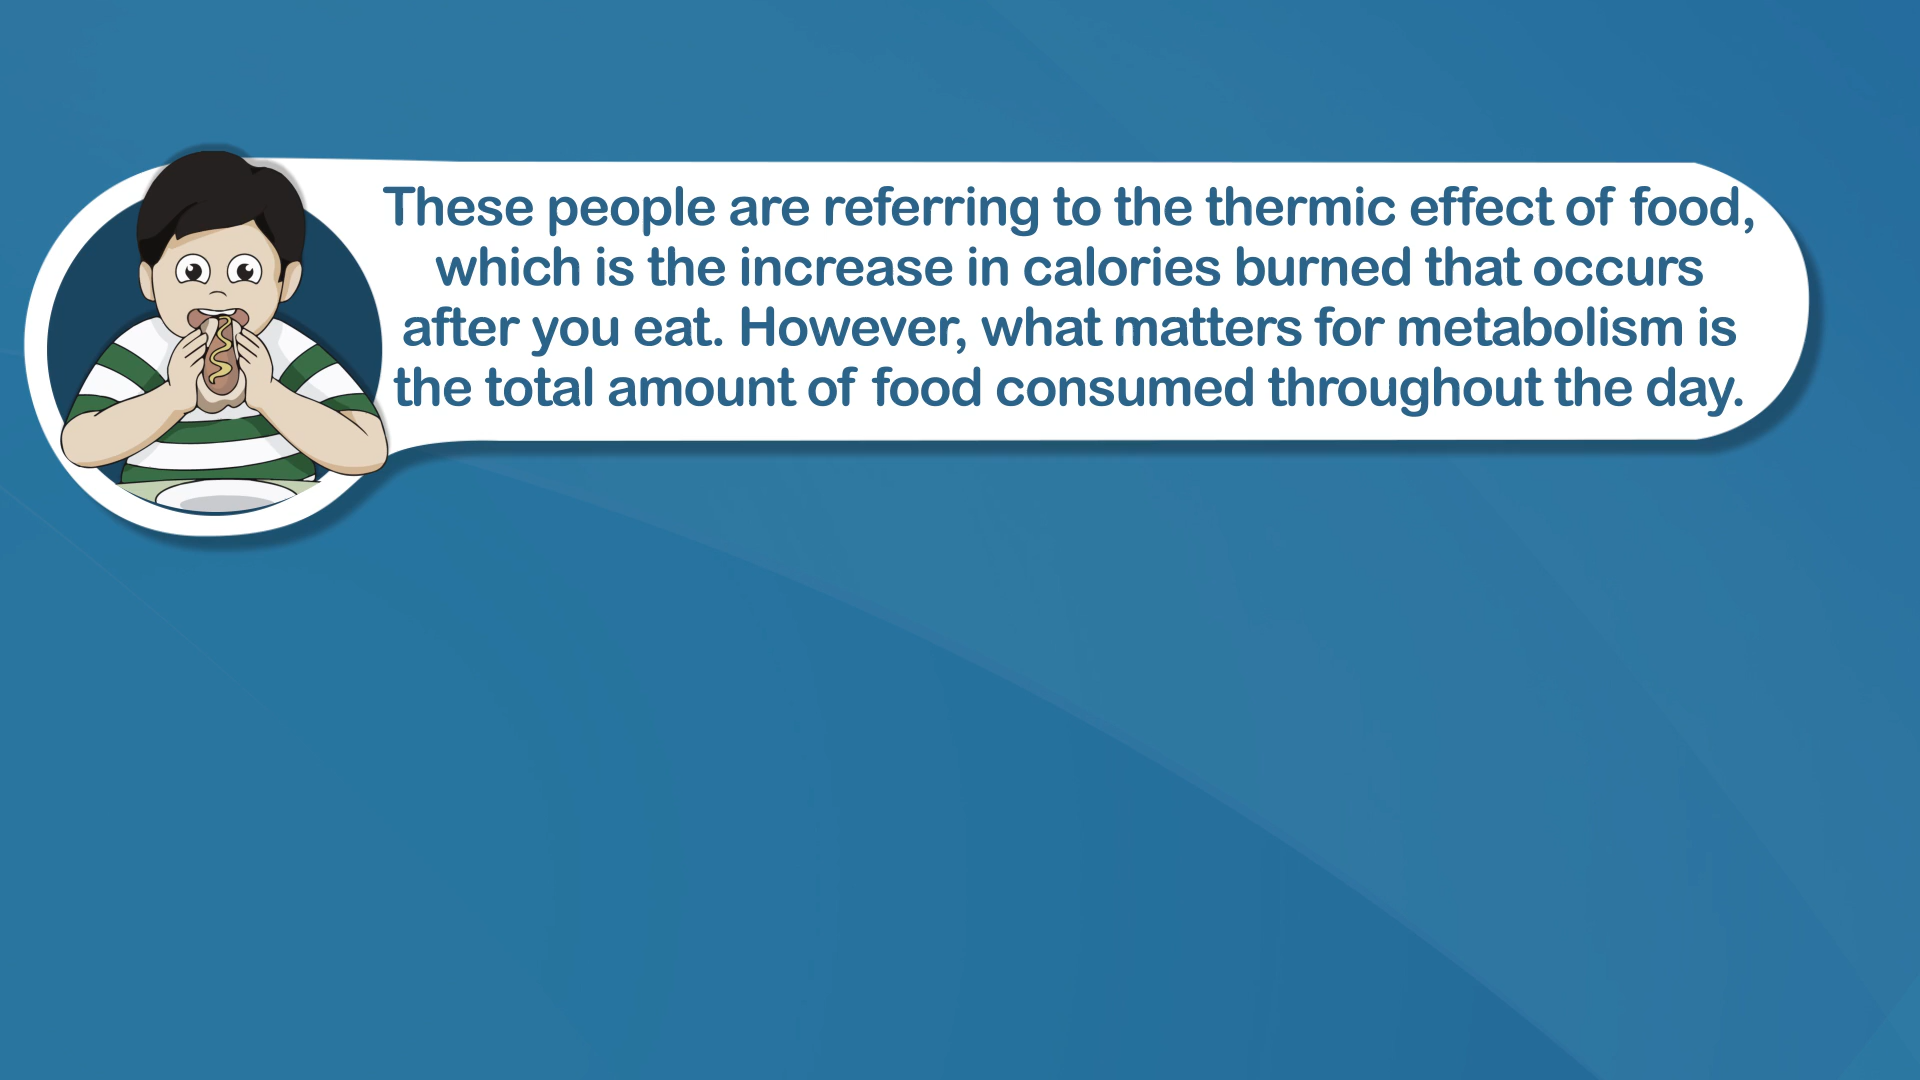 These people are referring to the thermic effect of food,
which is the increase in calories burned that occurs
after you eat. However, what matters for metabolism is
the total amount of food consumed throughout the day.